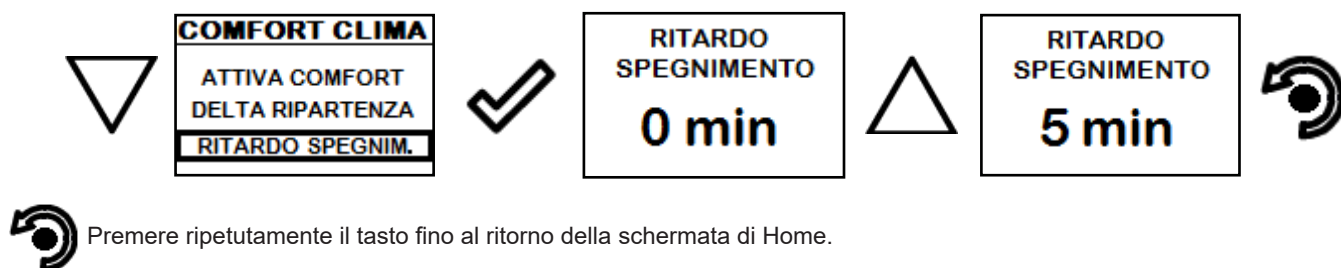 COMFORT CLIMA
ATTIVA COMFORT
DELTA RIPARTENZA
RITARDO SPEGNIM.
RITARDO
SPEGNIMENTO
0 min
RITARDO
SPEGNIMENTO
5 min
Premere ripetutamente il tasto fino al ritorno della schermata di Home.